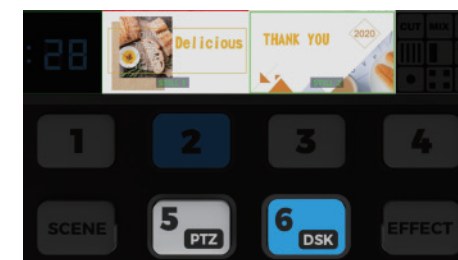 :28
Delicious
THANK YOU
2020
CUT MIX
1
2
3
4
SCENE
5
PTZ
6
DSK
EFFECT